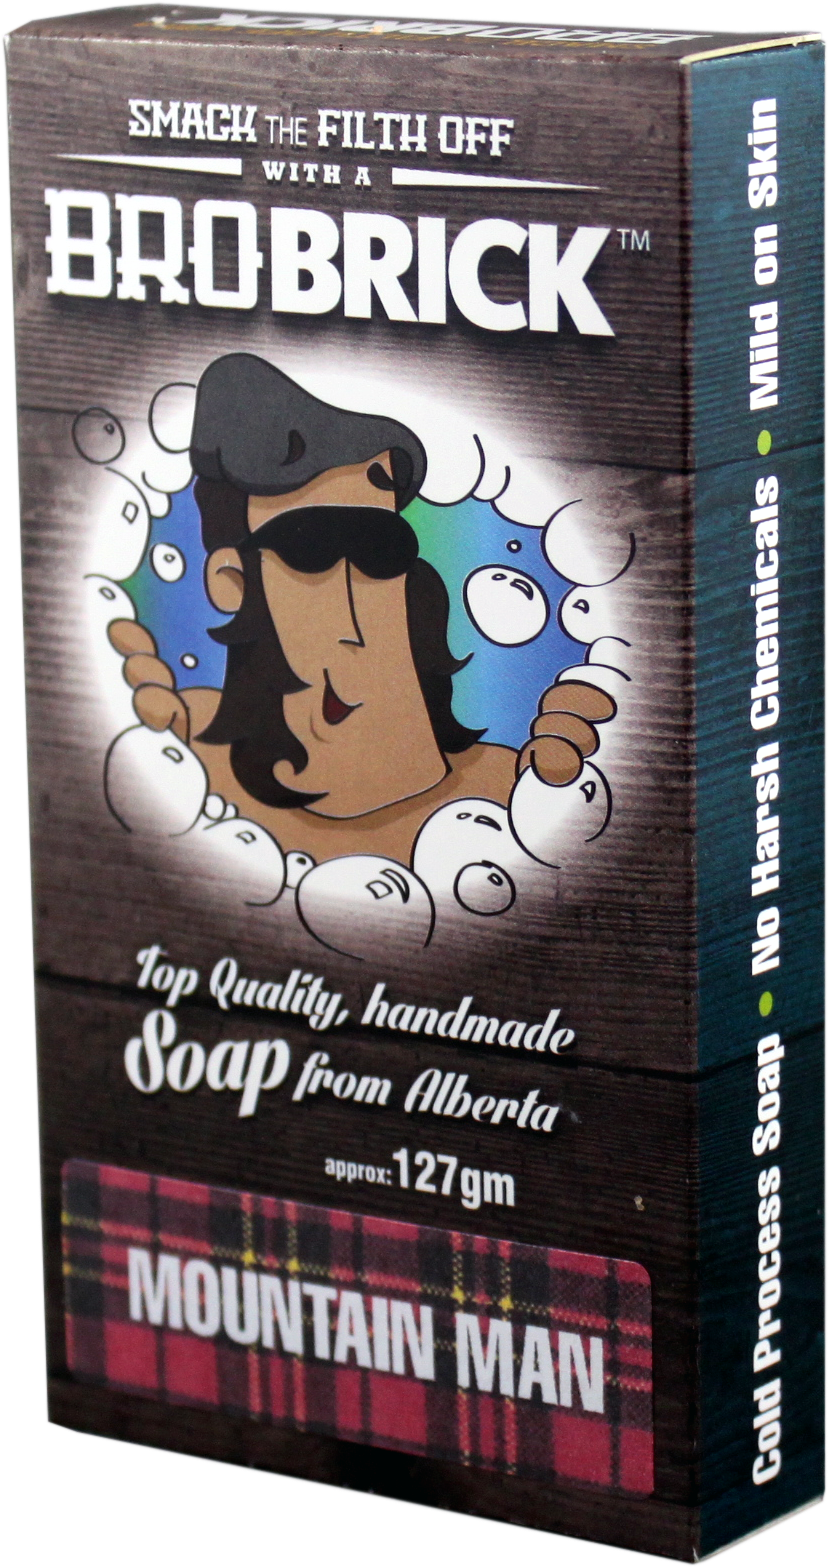 SMACK THE FILTH OFF
WITH A
BROBRICK™
Top Quality, handmade
Soap from Alberta
approx:127gm
MOUNTAIN MAN
Cold Process Soap • No Harsh Chemicals • Mild on Skin
BROBRICK